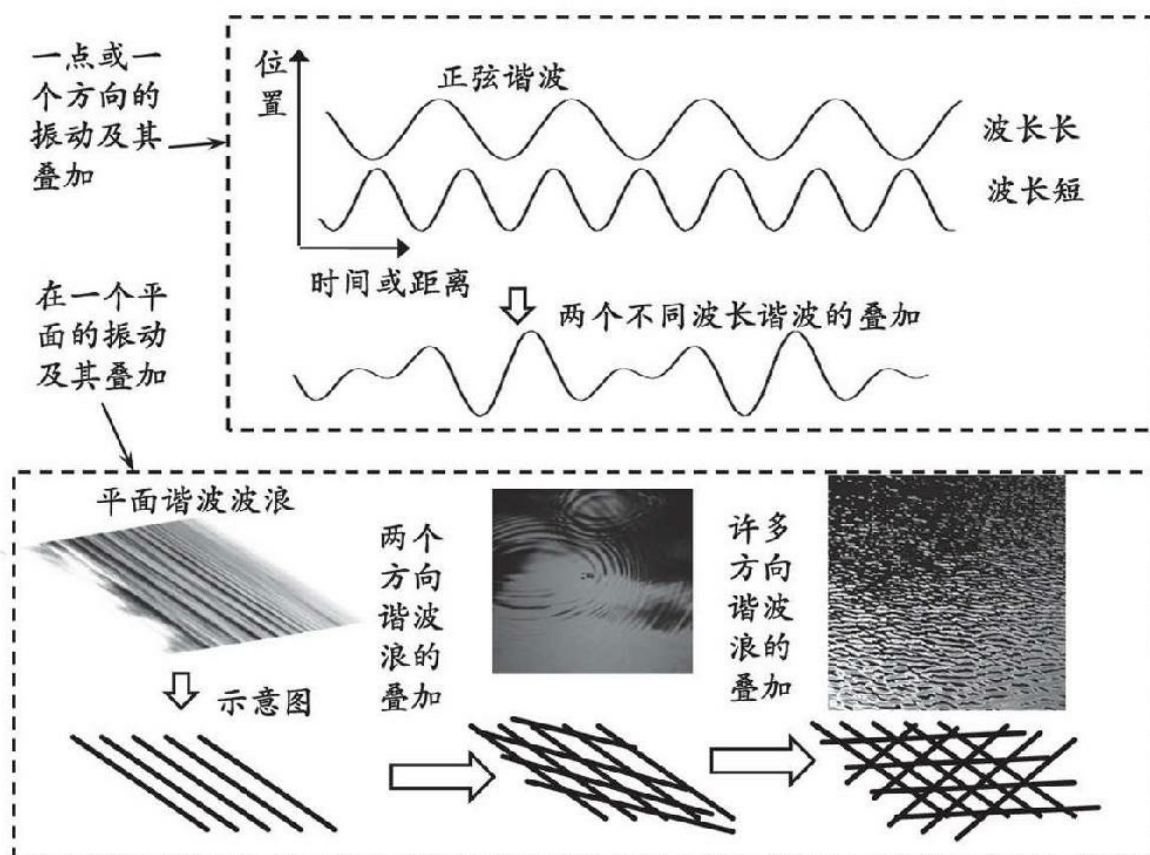 一点或一
个方向的
振动及其
叠加
位
置
正弦谐波
波长长
波长短
时间或距离
两个不同波长谐波的叠加
在一个平
面的振动
及其叠加
平面谐波波浪
示意图
两个
方向
谐波
浪的
叠加
许多
方向
谐波
浪的
叠加